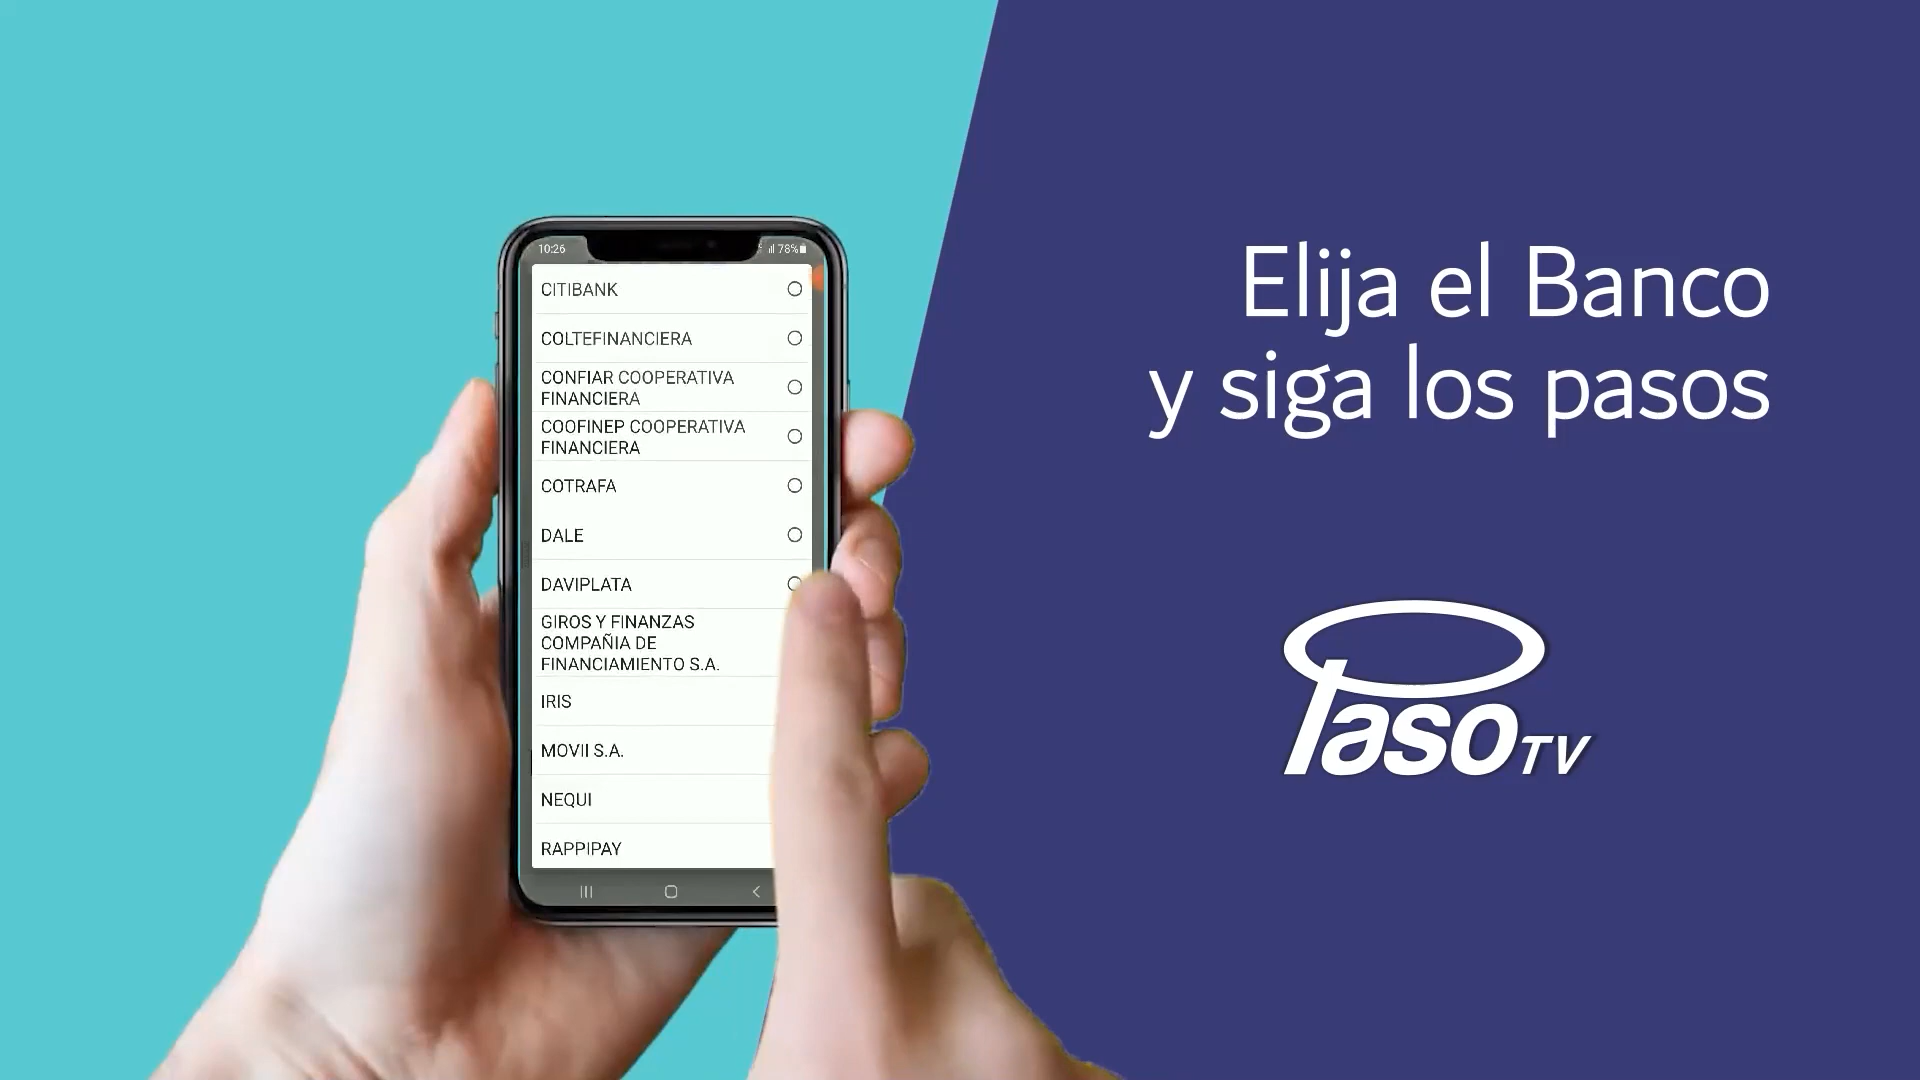 10:26
78%
CITIBANK
COLTEFINANCIERA
CONFIAR COOPERATIVA
FINANCIERA
COOFINEP COOPERATIVA
FINANCIERA
COTRAFA
DALE
DAVIPLATA
GIROS Y FINANZAS
COMPAÑIA DE
FINANCIAMIENTO S.A.
IRIS
MOVII S.A.
NEQUI
RAPPIPAY
Elija el Banco
y siga los pasos
Paso TV